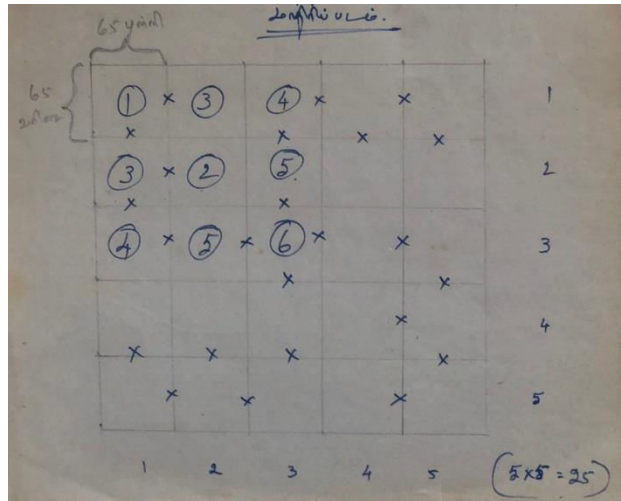 மாதிரிப் படம்.
65 புள்ளி
65 வரிசை
1 × 3 4 × × 1
× × × ×
3 × 2 5. 2
× ×
4 × 5 × 6 × × 3
× ×
× 4
× × × ×
× × × 5
1 2 3 4 5 (5×5=25)